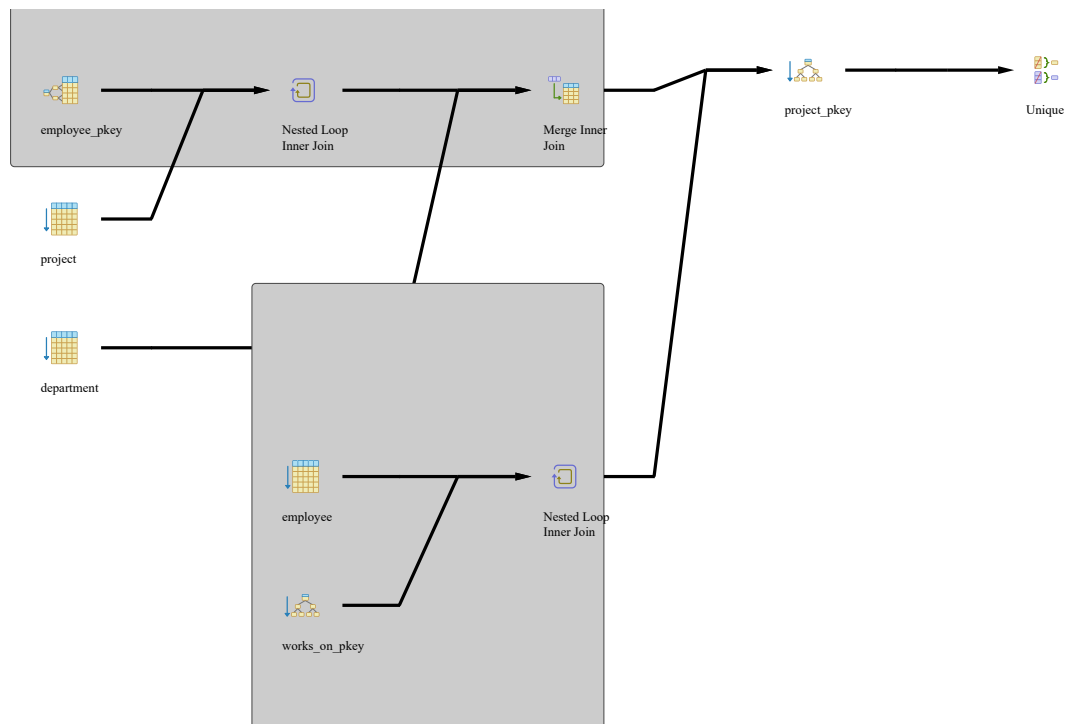 employee_pkey
Nested Loop
Inner Join
Merge Inner
Join
project_pkey
Unique
project
department
employee
Nested Loop
Inner Join
works_on_pkey